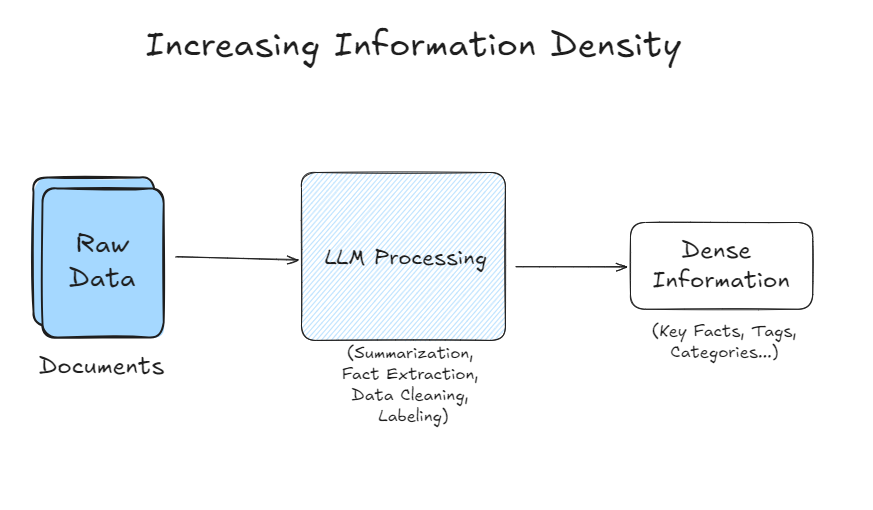 Increasing Information Density
Raw
Data
Documents
LLM Processing
(Summarization,
Fact Extraction,
Data Cleaning,
Labeling)
Dense
Information
(Key Facts, Tags,
Categories...)